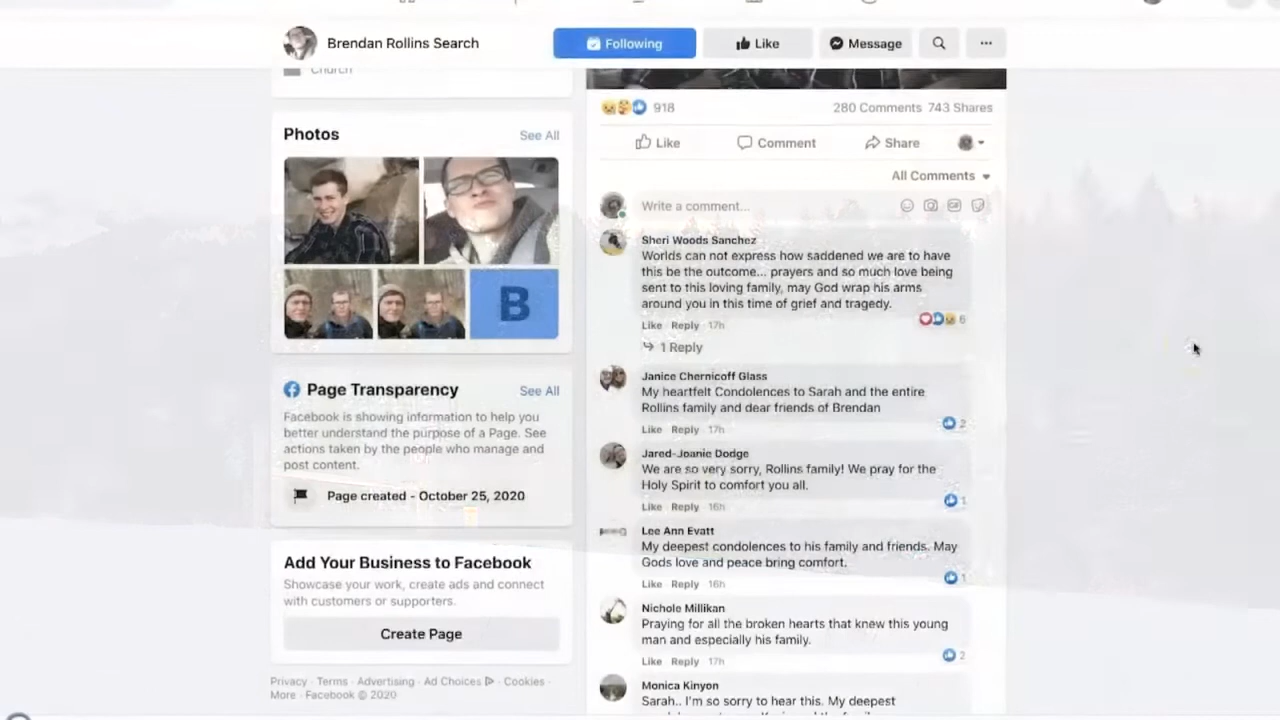 Brendan Rollins Search
Following
Like
Message
Church
Photos
See All
B
Page Transparency
See All
Facebook is showing information to help you
better understand the purpose of a Page. See
actions taken by the people who manage and
post content.
Page created - October 25, 2020
Add Your Business to Facebook
Showcase your work, create ads and connect
with customers or supporters.
Create Page
Privacy · Terms · Advertising · Ad Choices · Cookies ·
More · Facebook © 2020
918
280 Comments 743 Shares
Like
Comment
Share
All Comments
Write a comment...
GIF
Sheri Woods Sanchez
Worlds can not express how saddened we are to have
this be the outcome... prayers and so much love being
sent to this loving family, may God wrap his arms
around you in this time of grief and tragedy.
6
Like · Reply · 17h
1 Reply
Janice Chernicoff Glass
My heartfelt Condolences to Sarah and the entire
Rollins family and dear friends of Brendan
2
Like · Reply · 17h
Jared-Joanie Dodge
We are so very sorry, Rollins family! We pray for the
Holy Spirit to comfort you all.
1
Like · Reply · 16h
Lee Ann Evatt
My deepest condolences to his family and friends. May
Gods love and peace bring comfort.
1
Like · Reply · 16h
Nichole Millikan
Praying for all the broken hearts that knew this young
man and especially his family.
2
Like · Reply · 17h
Monica Kinyon
Sarah.. I'm so sorry to hear this. My deepest